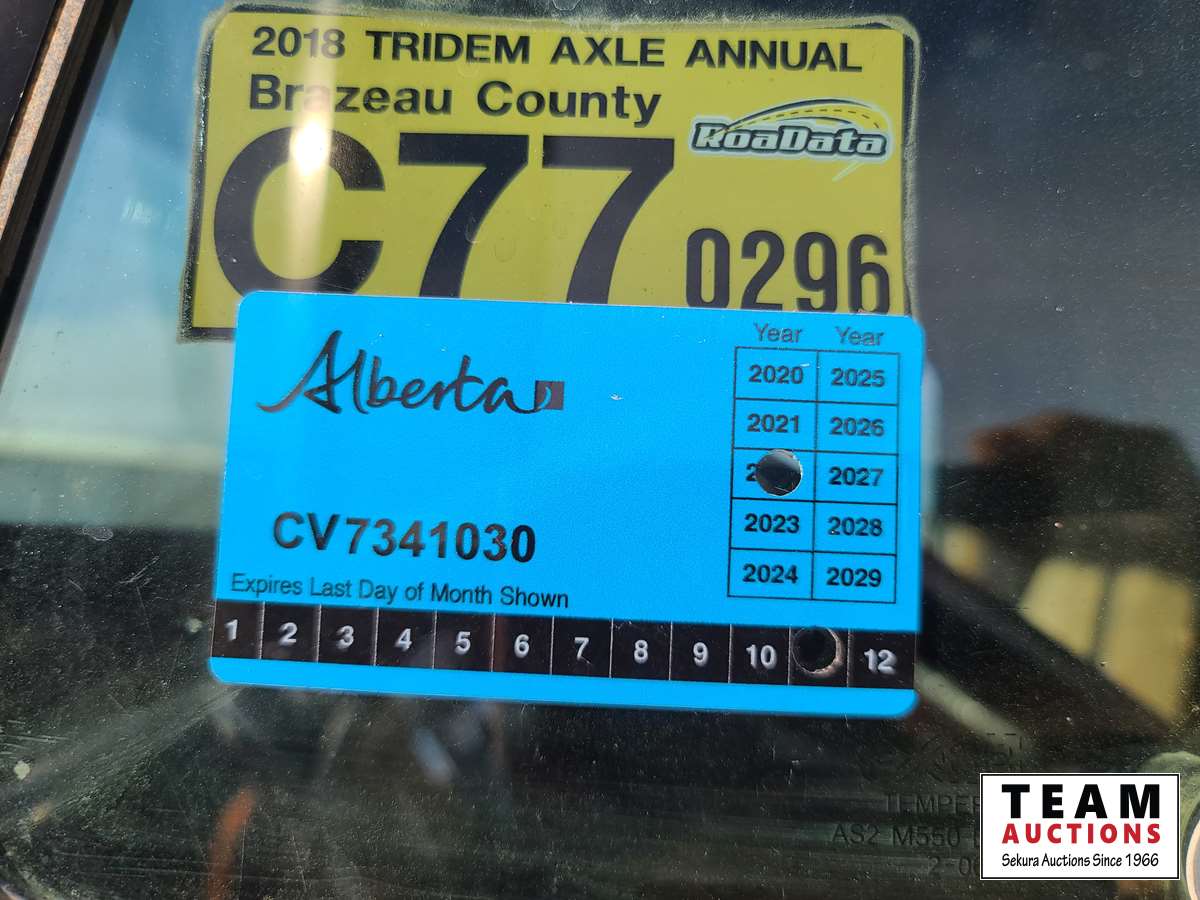 2018 TRIDEM AXLE ANNUAL
Brazeau County
RoaData
C77
0296
Alberta
Year Year
2020 2025
2021 2026
2027
2023 2028
2024 2029
CV7341030
Expires Last Day of Month Shown
1 2 3 4 5 6 7 8 9 10 12
AS2 M550
TEAM
AUCTIONS
Sekura Auctions Since 1966